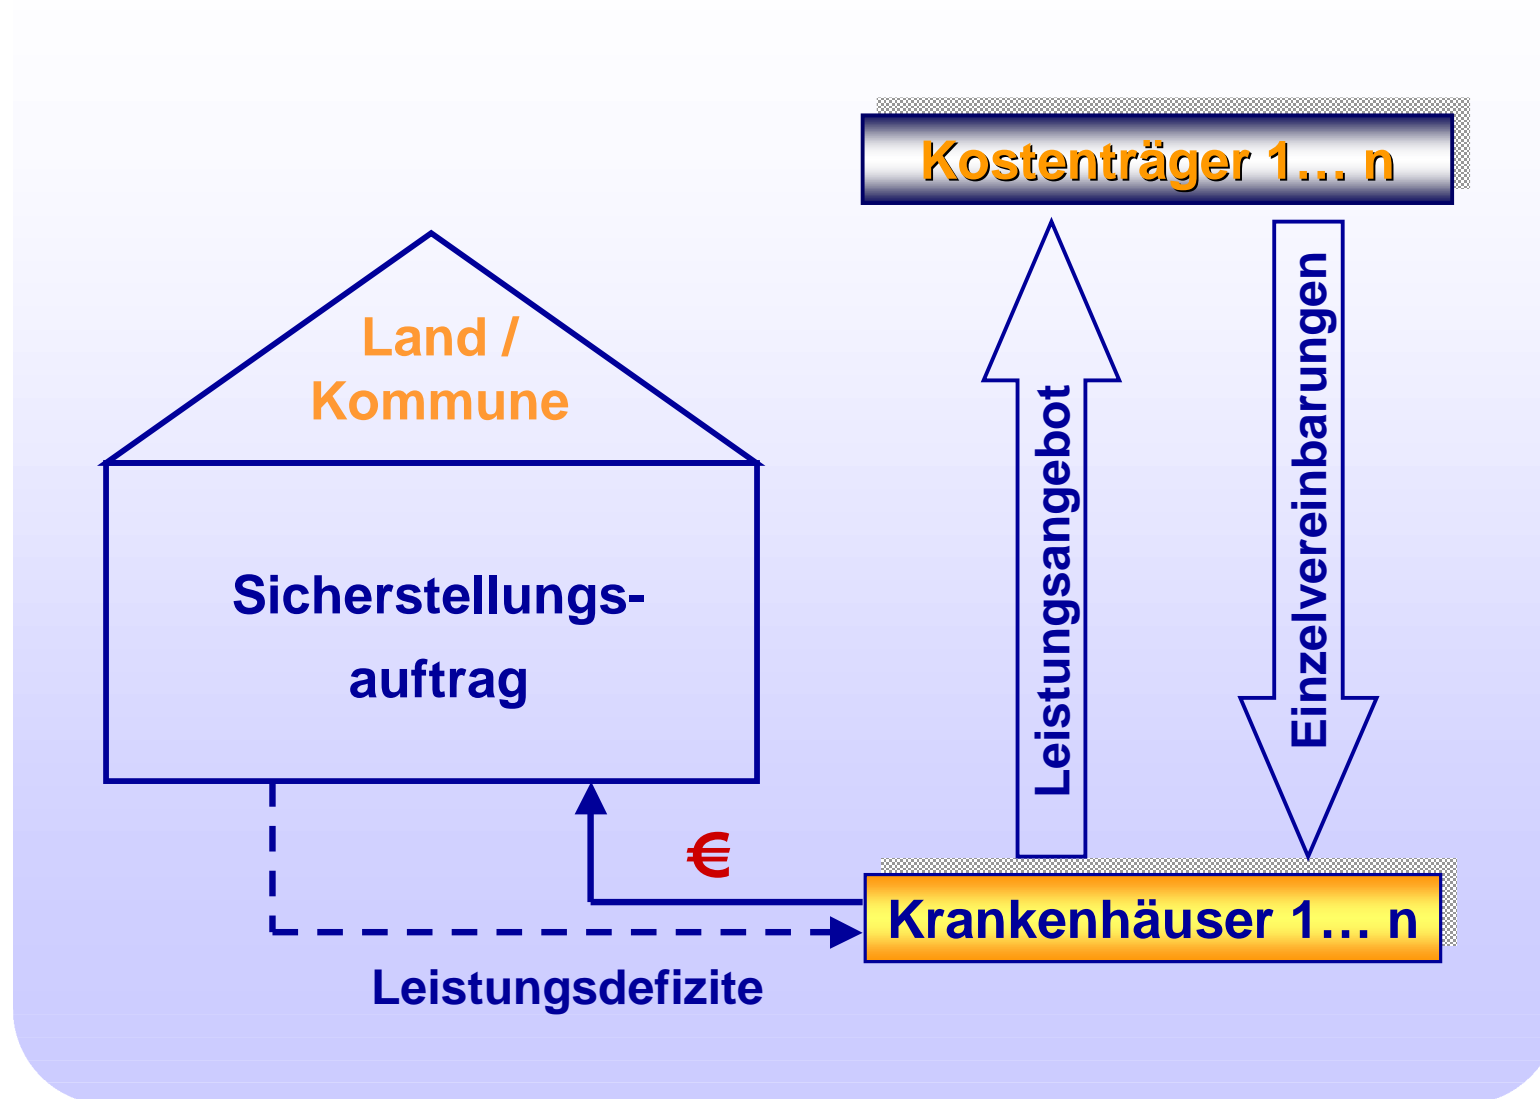 Kostenträger 1… n
Land /
Kommune
Sicherstellungs-
auftrag
Leistungsangebot
Einzelvereinbarungen
€
Krankenhäuser 1… n
Leistungsdefizite